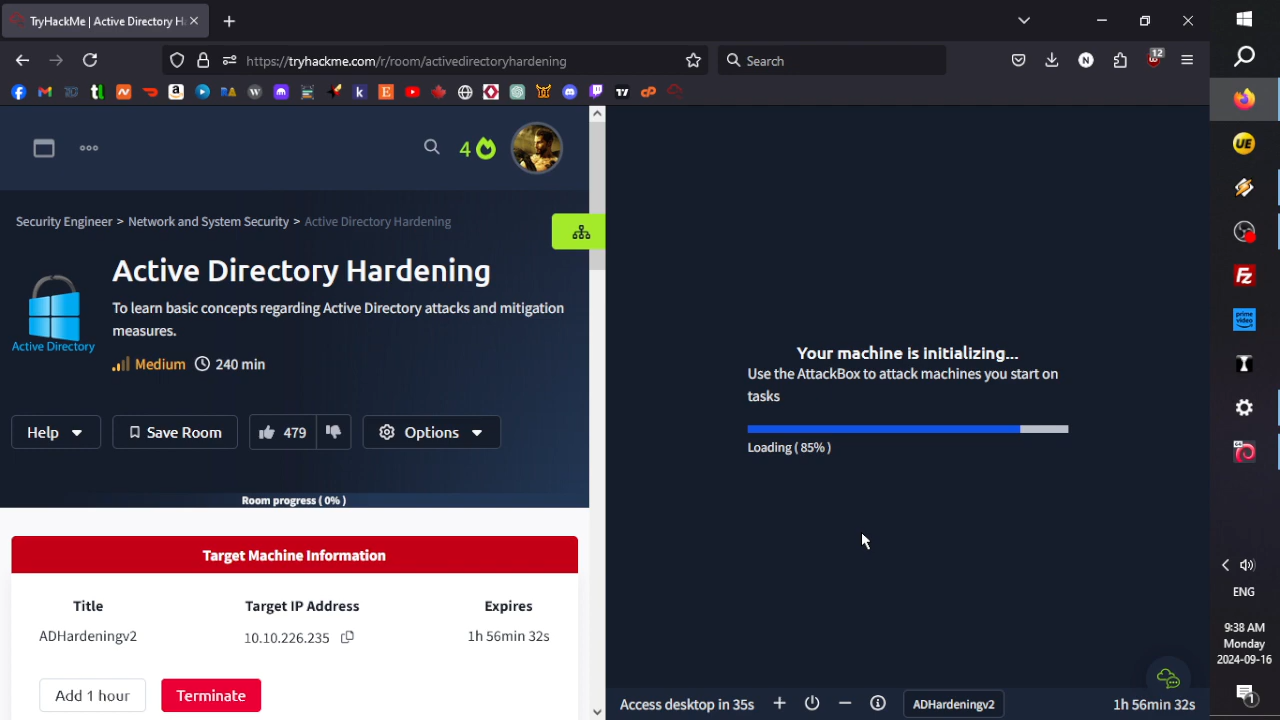 TryHackMe | Active Directory H
https://tryhackme.com/r/room/activedirectoryhardening
Search
12
4
Security Engineer > Network and System Security > Active Directory Hardening
Active Directory Hardening
To learn basic concepts regarding Active Directory attacks and mitigation
measures.
Active Directory
Medium 240 min
Help Save Room 479 Options
Room progress ( 0% )
Target Machine Information
Title Target IP Address Expires
ADHardeningv2 10.10.226.235 1h 56min 32s
Add 1 hour Terminate
Your machine is initializing...
Use the AttackBox to attack machines you start on
tasks
Loading ( 85% )
Access desktop in 35s ADHardeningv2 1h 56min 32s
UE
prime
video
ENG
9:38 AM
Monday
2024-09-16
1